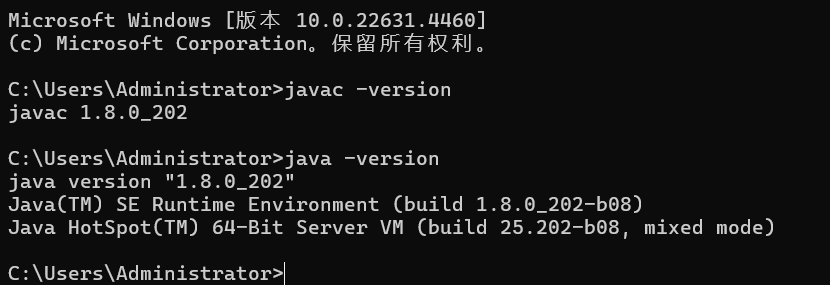 Microsoft Windows [版本 10.0.22631.4460]
(c) Microsoft Corporation。保留所有权利。
C:\Users\Administrator>javac -version
javac 1.8.0_202
C:\Users\Administrator>java -version
java version "1.8.0_202"
Java(TM) SE Runtime Environment (build 1.8.0_202-b08)
Java HotSpot(TM) 64-Bit Server VM (build 25.202-b08, mixed mode)
C:\Users\Administrator>